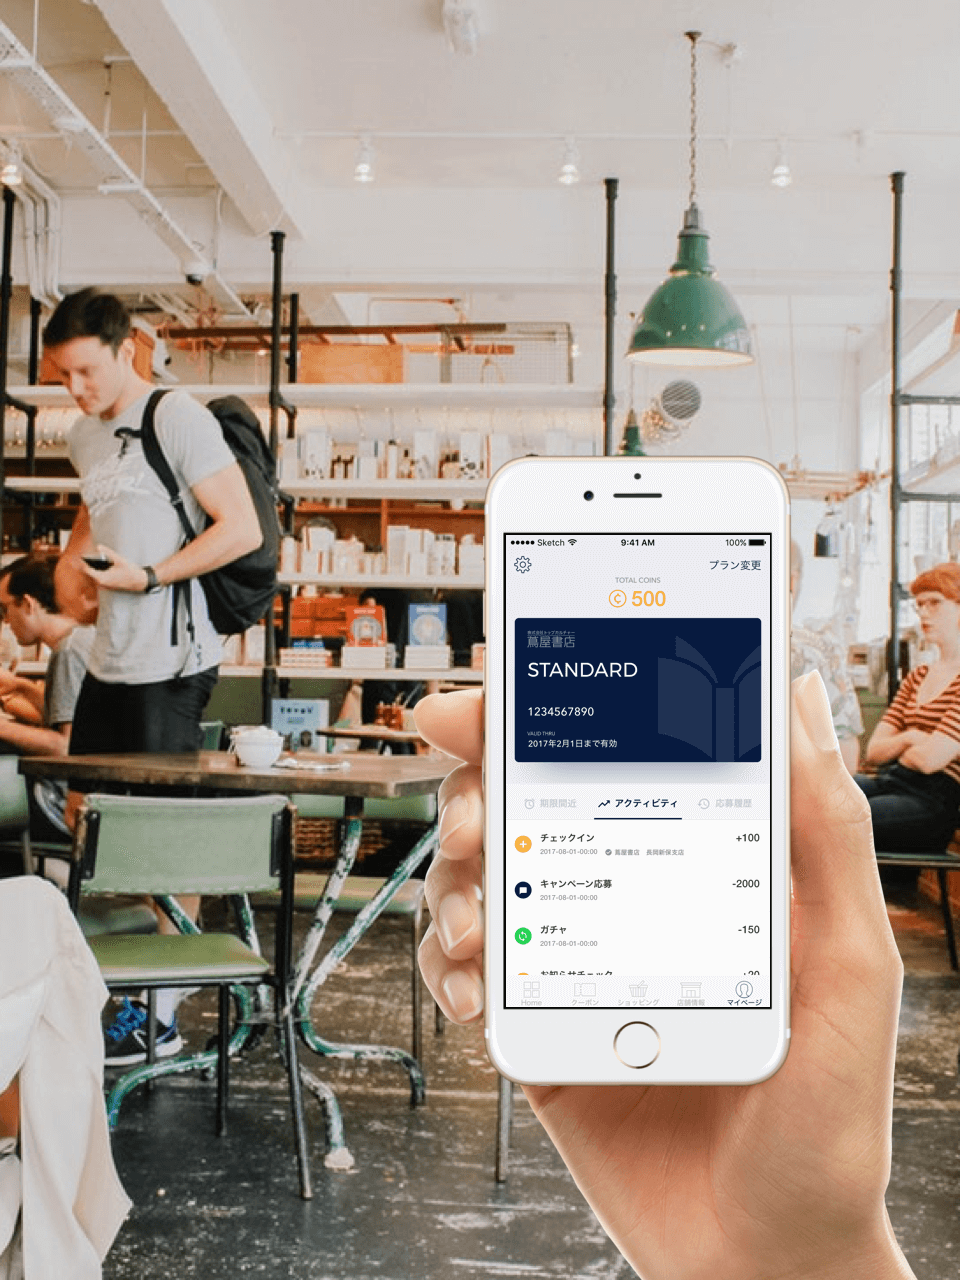 Sketch 9:41 AM 100%
プラン変更
TOTAL COINS
500
株式会社トップカルチャー
蔦屋書店
STANDARD
1234567890
VALID THRU
2017年2月1日まで有効
期限間近 アクティビティ 応募履歴
チェックイン +100
2017-08-01-00:00 蔦屋書店 長岡新保支店
キャンペーン応募 -2000
2017-08-01-00:00
ガチャ -150
2017-08-01-00:00
お知らせチェック +20
Home クーポン ショッピング 店舗情報 マイページ